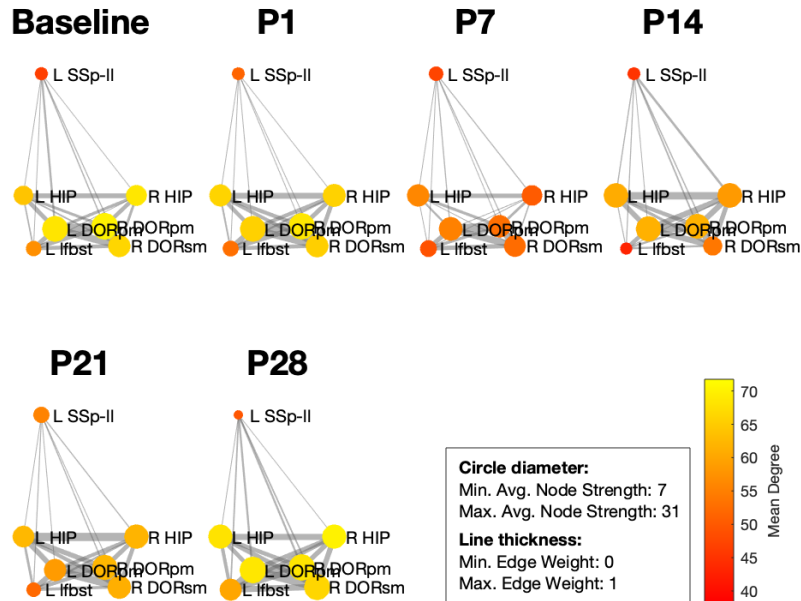 Baseline
P1
P7
P14
L SSp-ll
L SSp-ll
L SSp-ll
L SSp-ll
L HIP
R HIP
L HIP
R HIP
L HIP
R HIP
L HIP
R HIP
L DORpm
R DORpm
L DORpm
R DORpm
L DORpm
R DORpm
L DORpm
R DORpm
L lfbst
R DORsm
L lfbst
R DORsm
L lfbst
R DORsm
L lfbst
R DORsm
P21
P28
L SSp-ll
L SSp-ll
L HIP
R HIP
L HIP
R HIP
L DORpm
R DORpm
L DORpm
R DORpm
L lfbst
R DORsm
L lfbst
R DORsm
Circle diameter:
Min. Avg. Node Strength: 7
Max. Avg. Node Strength: 31
Line thickness:
Min. Edge Weight: 0
Max. Edge Weight: 1
70
65
60
55
50
45
40
Mean Degree